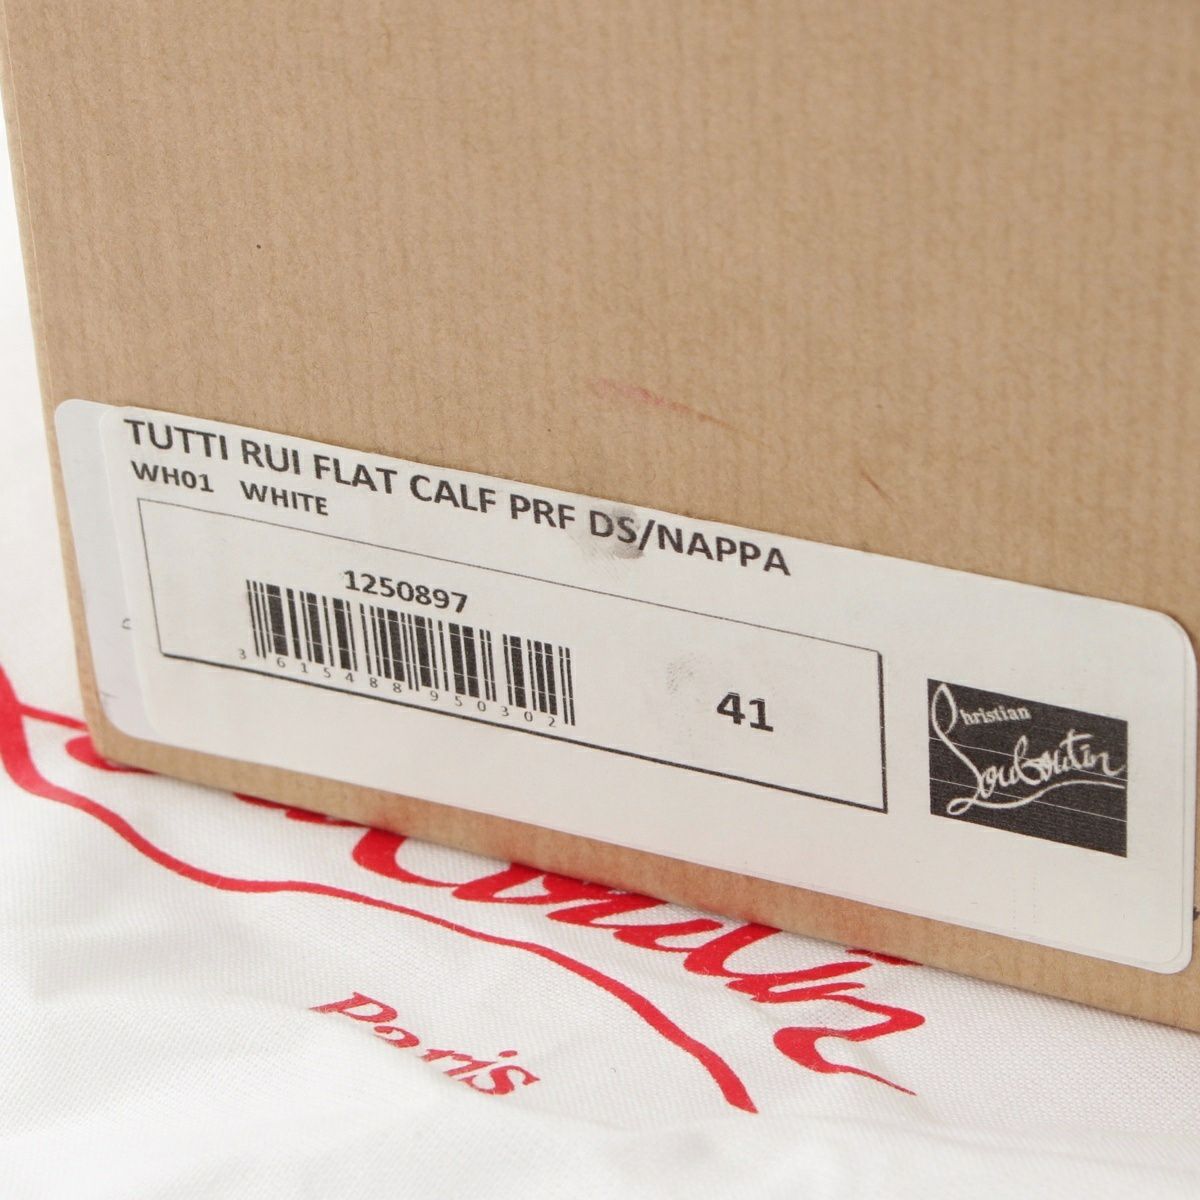 TUTTI RUI FLAT CALF PRF DS/NAPPA
WH01 WHITE
1250897
3615488950302
41
Christian
Louboutin
Paris